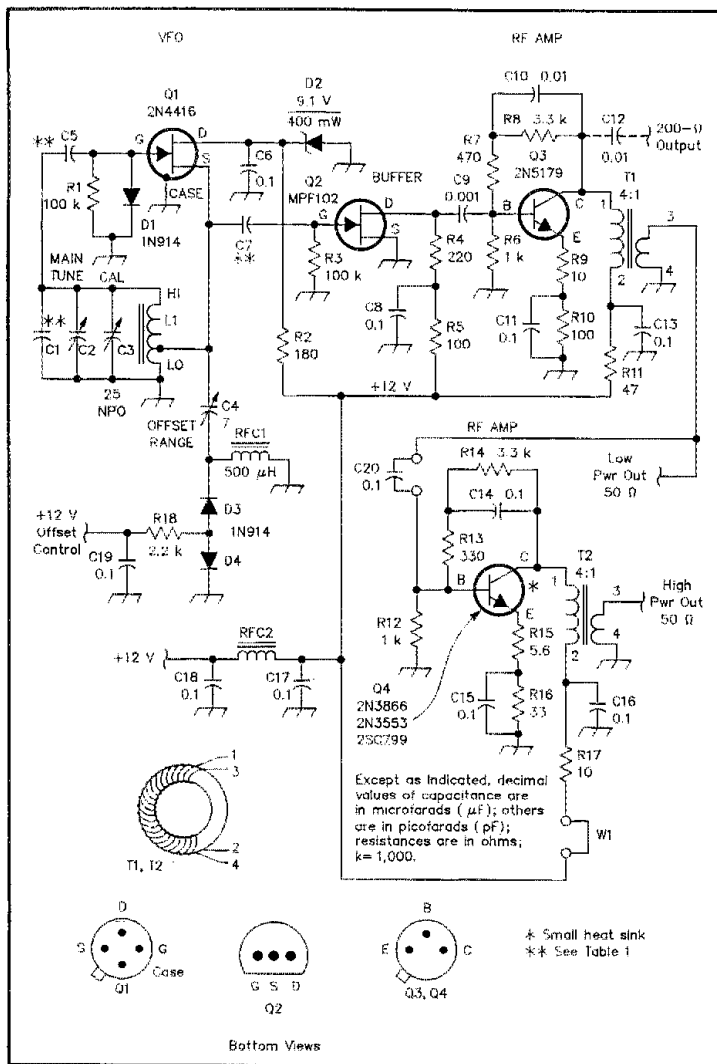 VFO
RF AMP
C10 0.01
D2
9.1 V
400 mW
R8 3.3 k
C12
0.01
200-Ω
Output
Q1
2N4416
R7
470
Q3
2N5179
** C5
G
D
S
CASE
C6
0.1
R1
100 k
D1
1N914
Q2
MPF102
BUFFER
C9
0.001
B
C
E
T1
4:1
1
2
3
4
C7
**
G
D
S
R3
100 k
R4
220
R6
1 k
R9
10
MAIN
TUNE
CAL
HI
L1
LO
**
C1
C2
C3
25
NPO
R2
180
C8
0.1
R5
100
C11
0.1
R10
100
C13
0.1
R11
47
+12 V
C4
7
OFFSET
RANGE
RFC1
500 μH
RF AMP
R14 3.3 k
C20
0.1
C14 0.1
Low
Pwr Out
50 Ω
D3
1N914
D4
+12 V
Offset
Control
R18
2.2 k
C19
0.1
R13
330
B
C
E
*
T2
4:1
1
2
3
4
High
Pwr Out
50 Ω
R12
1 k
R15
5.6
+12 V
RFC2
C18
0.1
C17
0.1
Q4
2N3866
2N3553
2SC799
C15
0.1
R16
33
C16
0.1
R17
10
W1
Except as indicated, decimal
values of capacitance are
in microfarads ( μF); others
are in picofarads ( pF);
resistances are in ohms;
k= 1,000.
1
3
2
4
T1, T2
D
S
G
Case
Q1
G S D
Q2
B
E
C
Q3, Q4
* Small heat sink
** See Table 1
Bottom Views